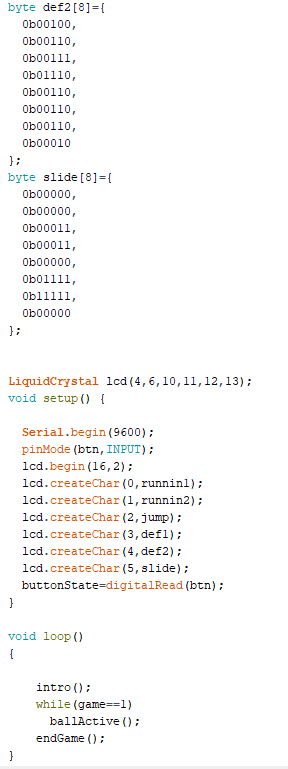 byte def2[8]={
0b00100,
0b00110,
0b00111,
0b01110,
0b00110,
0b00110,
0b00110,
0b00010
};
byte slide[8]={
0b00000,
0b00000,
0b00011,
0b00011,
0b00000,
0b01111,
0b11111,
0b00000
};
LiquidCrystal lcd(4,6,10,11,12,13);
void setup() {
Serial.begin(9600);
pinMode(btn,INPUT);
lcd.begin(16,2);
lcd.createChar(0,runnin1);
lcd.createChar(1,runnin2);
lcd.createChar(2,jump);
lcd.createChar(3,def1);
lcd.createChar(4,def2);
lcd.createChar(5,slide);
buttonState=digitalRead(btn);
}
void loop()
{
intro();
while(game==1)
ballActive();
endGame();
}